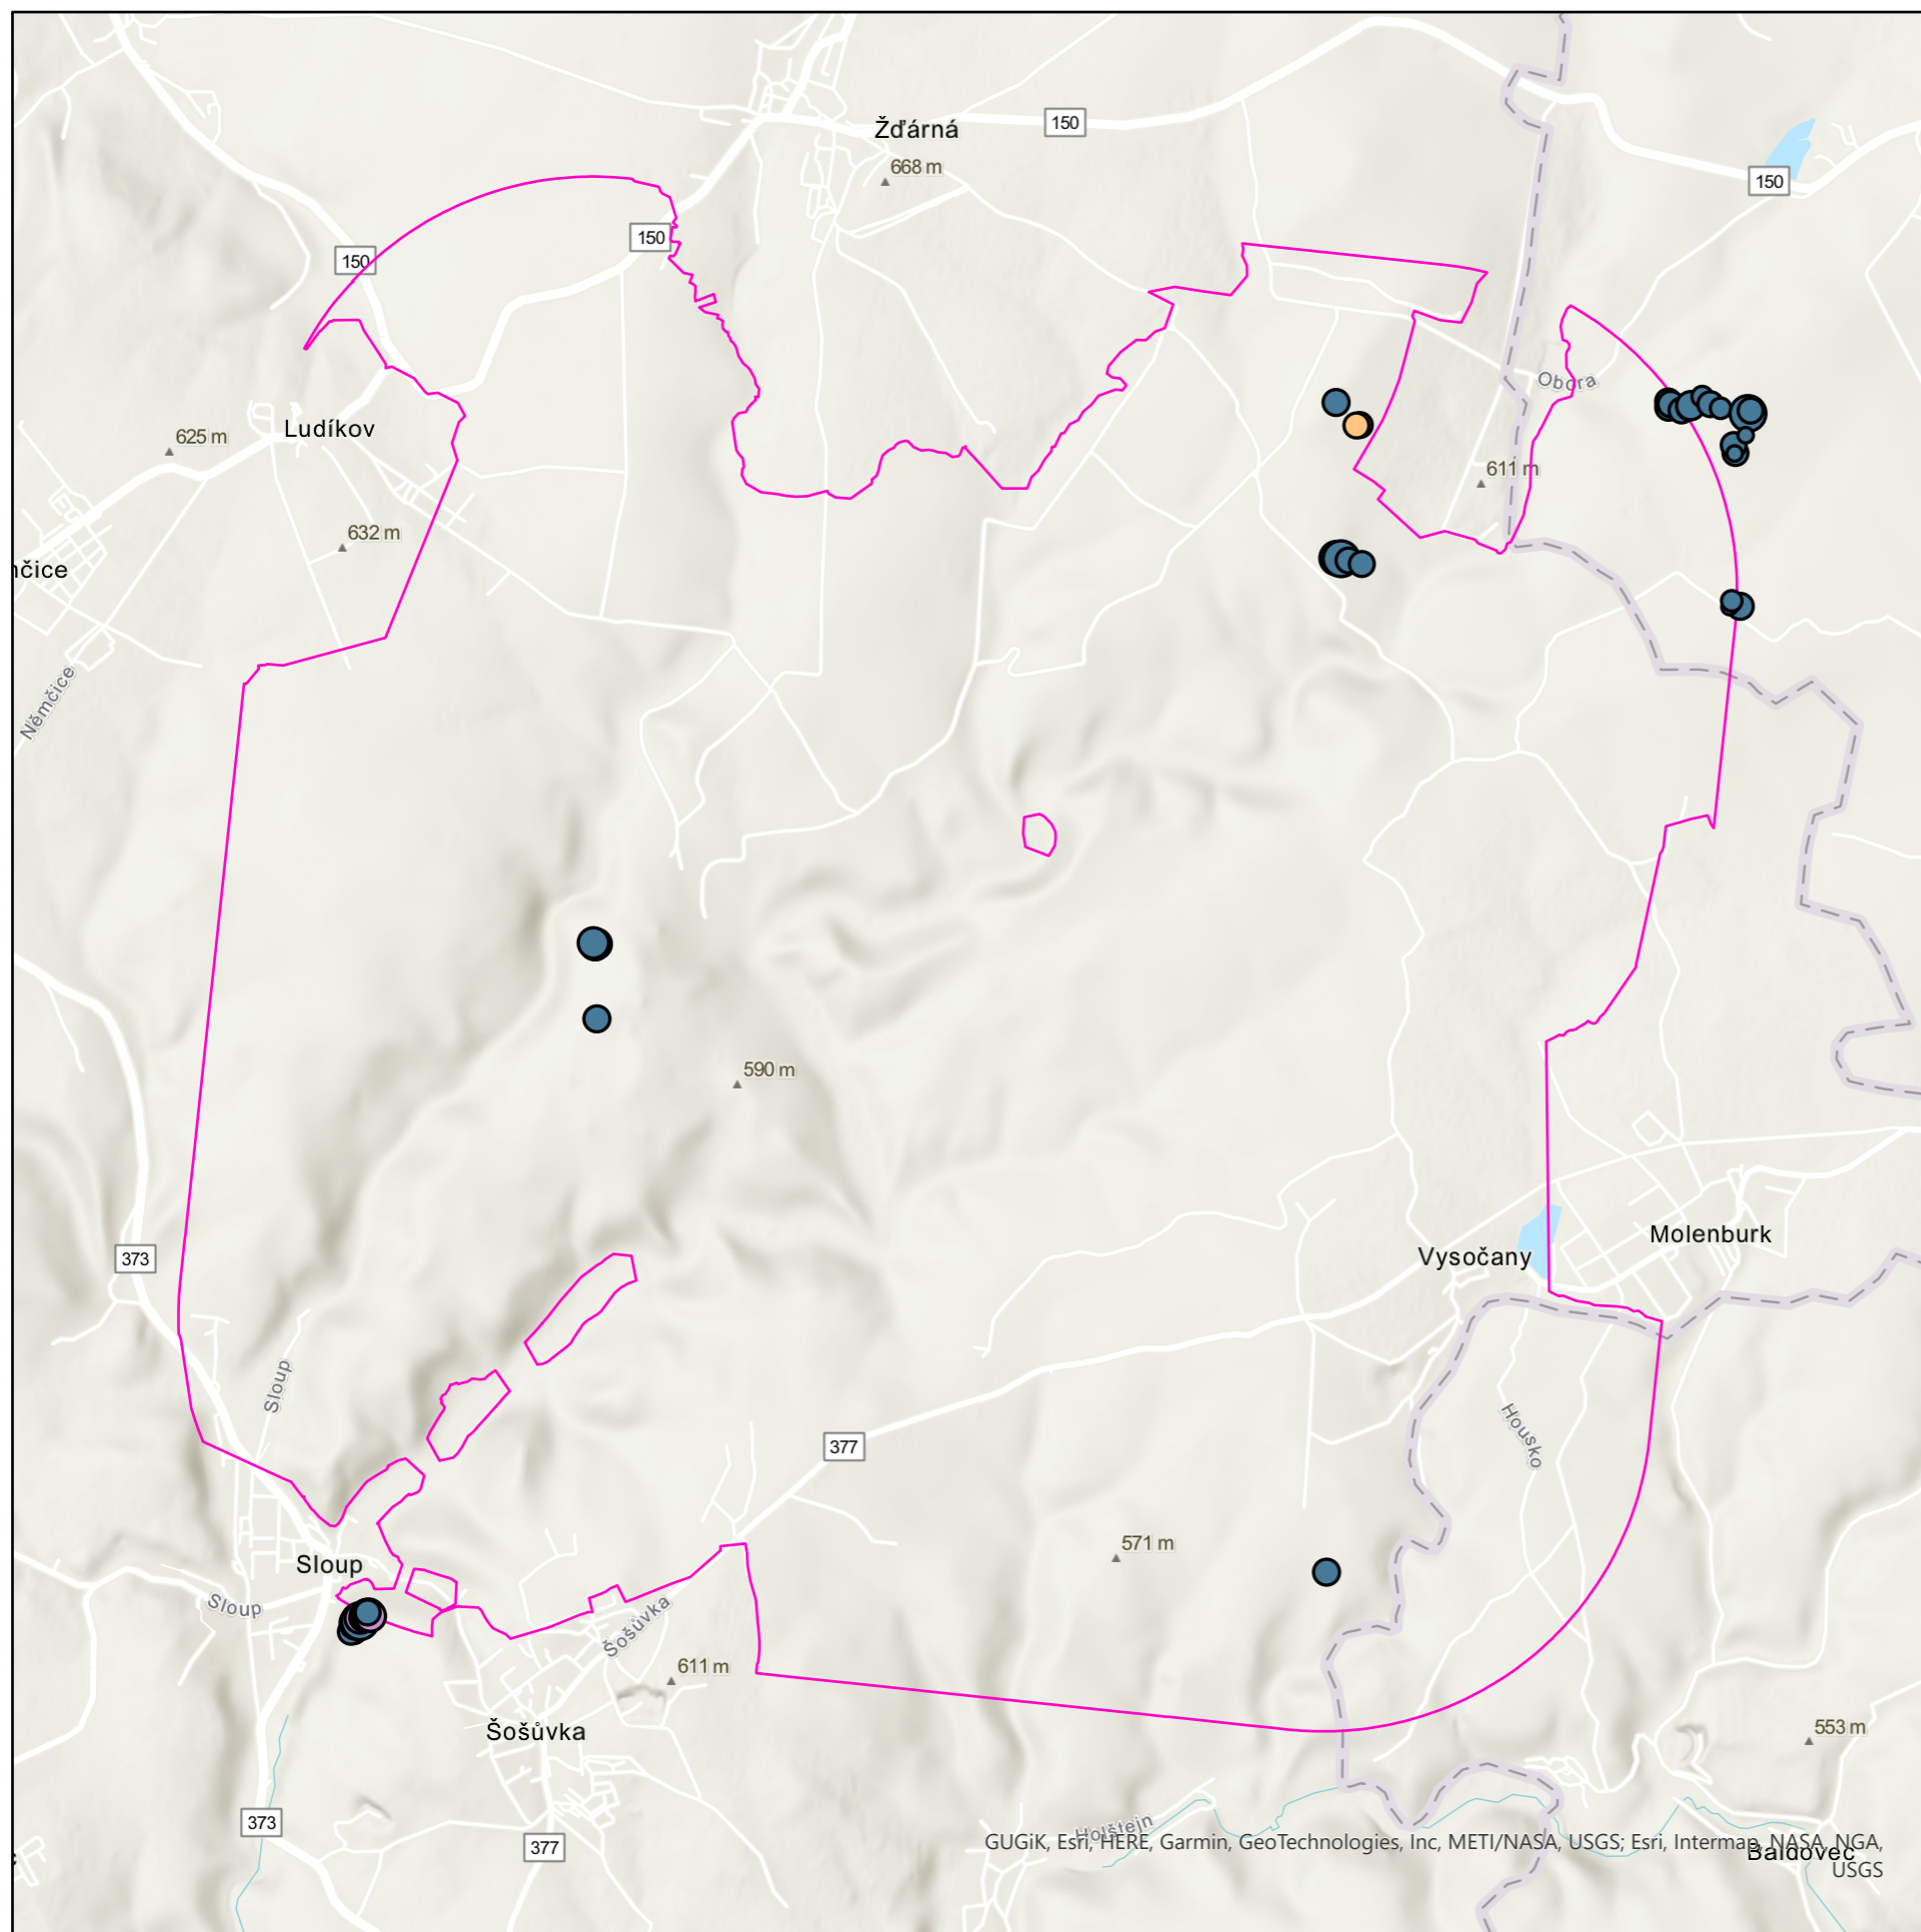 Žďárná
150
668 m
150
150
150
Obora
Ludíkov
625 m
611 m
632 m
nčice
Němčice
590 m
Molenburk
Vysočany
373
Sloup
Housko
377
571 m
Sloup
Sloup
Šošůvka
611 m
Šošůvka
553 m
373
377
Holštejn
GUGiK, Esri, HERE, Garmin, GeoTechnologies, Inc, METI/NASA, USGS; Esri, Intermap, NASA, NGA,
USGS
Baldovec